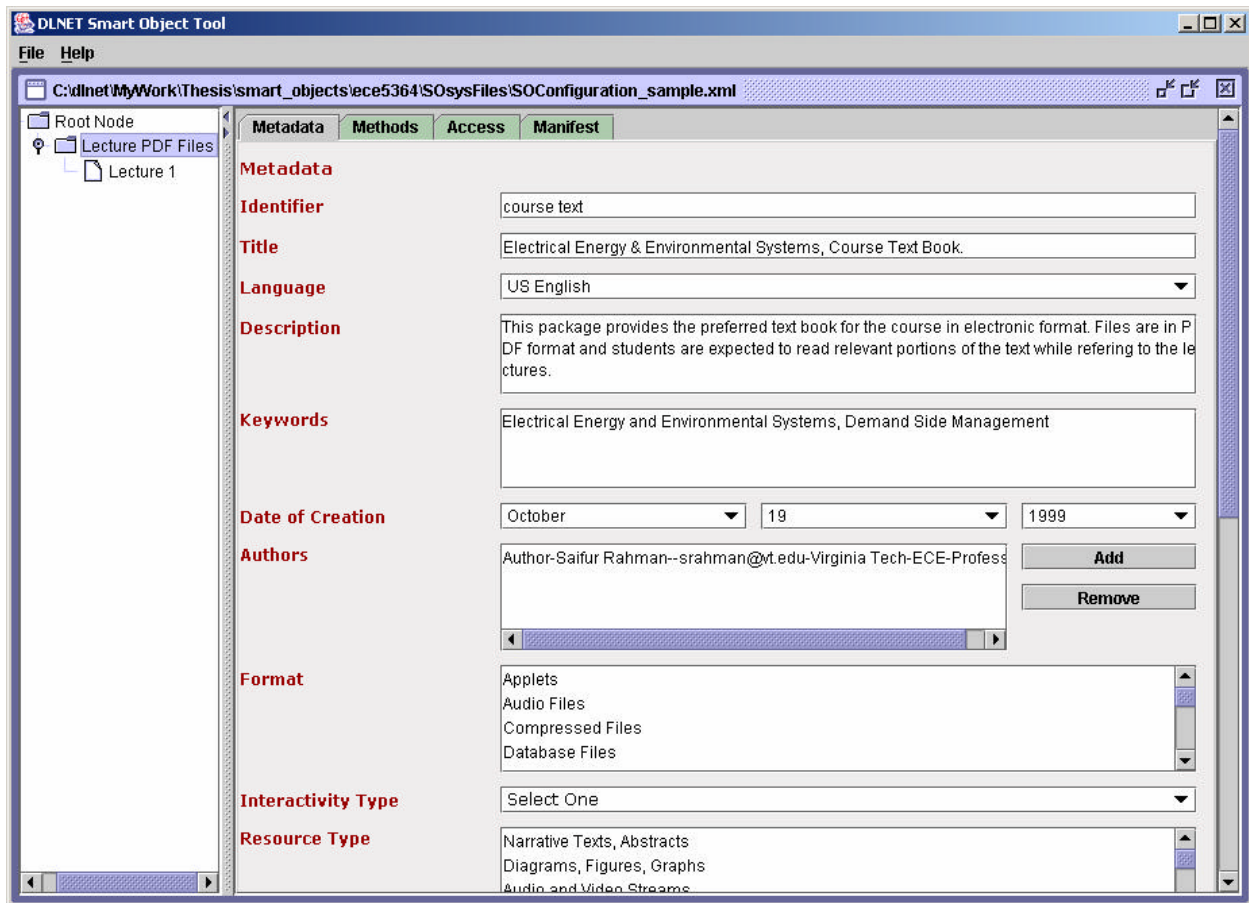 DLNET Smart Object Tool
File Help
C:\dlnet\MyWork\Thesis\smart_objects\ece5364\SOsysFiles\SOConfiguration_sample.xml
Root Node
Lecture PDF Files
Lecture 1
Metadata Methods Access Manifest
Metadata
Identifier course text
Title Electrical Energy & Environmental Systems, Course Text Book.
Language US English
Description This package provides the preferred text book for the course in electronic format. Files are in P
DF format and students are expected to read relevant portions of the text while refering to the le
ctures.
Keywords Electrical Energy and Environmental Systems, Demand Side Management
Date of Creation October 19 1999
Authors Author-Saifur Rahman--srahman@vt.edu-Virginia Tech-ECE-Profess Add
Remove
Format Applets
Audio Files
Compressed Files
Database Files
Interactivity Type Select One
Resource Type Narrative Texts, Abstracts
Diagrams, Figures, Graphs
Audio and Video Streams